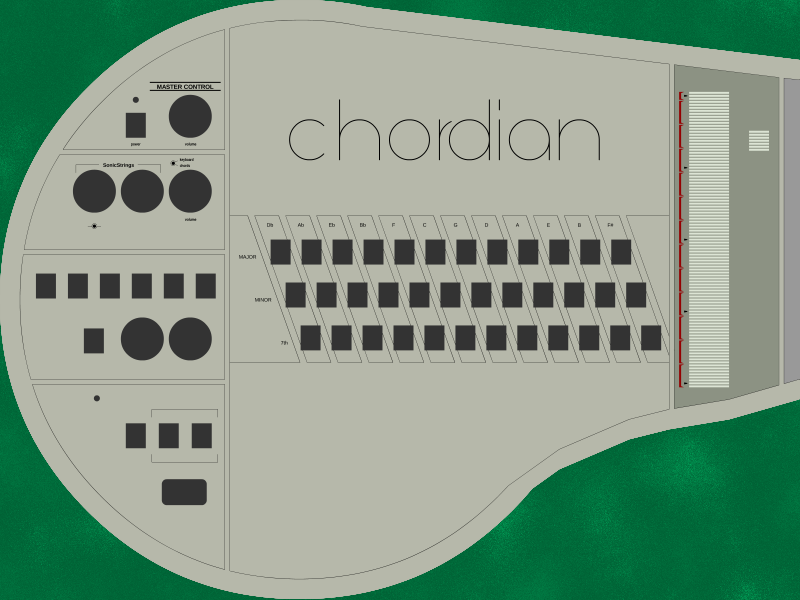 MASTER CONTROL
power
volume
SonicStrings
keyboard
chords
volume
chordian
Db Ab Eb Bb F C G D A E B F#
MAJOR
MINOR
7th